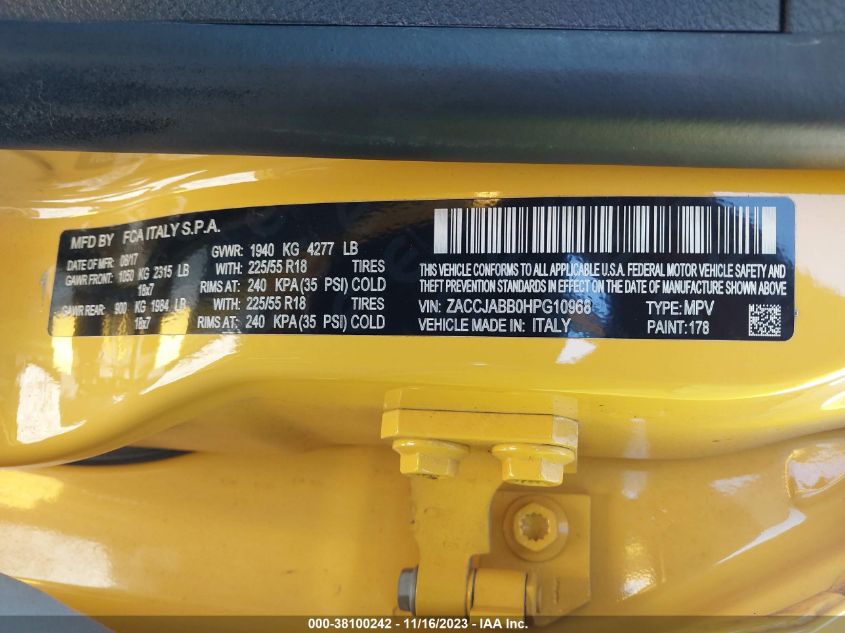 MFD BY FCA ITALY S.P.A.
DATE OF MFR 06/17 GVWR: 1940 KG 4277 LB
GAWR FRONT: 1050 KG 2315 LB WITH: 225/55 R18 TIRES
18x7 RIMS AT: 240 KPA (35 PSI) COLD
GAWR REAR: 900 KG 1984 LB WITH: 225/55 R18 TIRES
18x7 RIMS AT: 240 KPA (35 PSI) COLD
THIS VEHICLE CONFORMS TO ALL APPLICABLE U.S.A. FEDERAL MOTOR VEHICLE SAFETY AND
THEFT PREVENTION STANDARDS IN EFFECT ON THE DATE OF MANUFACTURE SHOWN ABOVE
VIN: ZACCJABB0HPG10968 TYPE: MPV
VEHICLE MADE IN: ITALY PAINT: 178
000-38100242 - 11/16/2023 - IAA Inc.